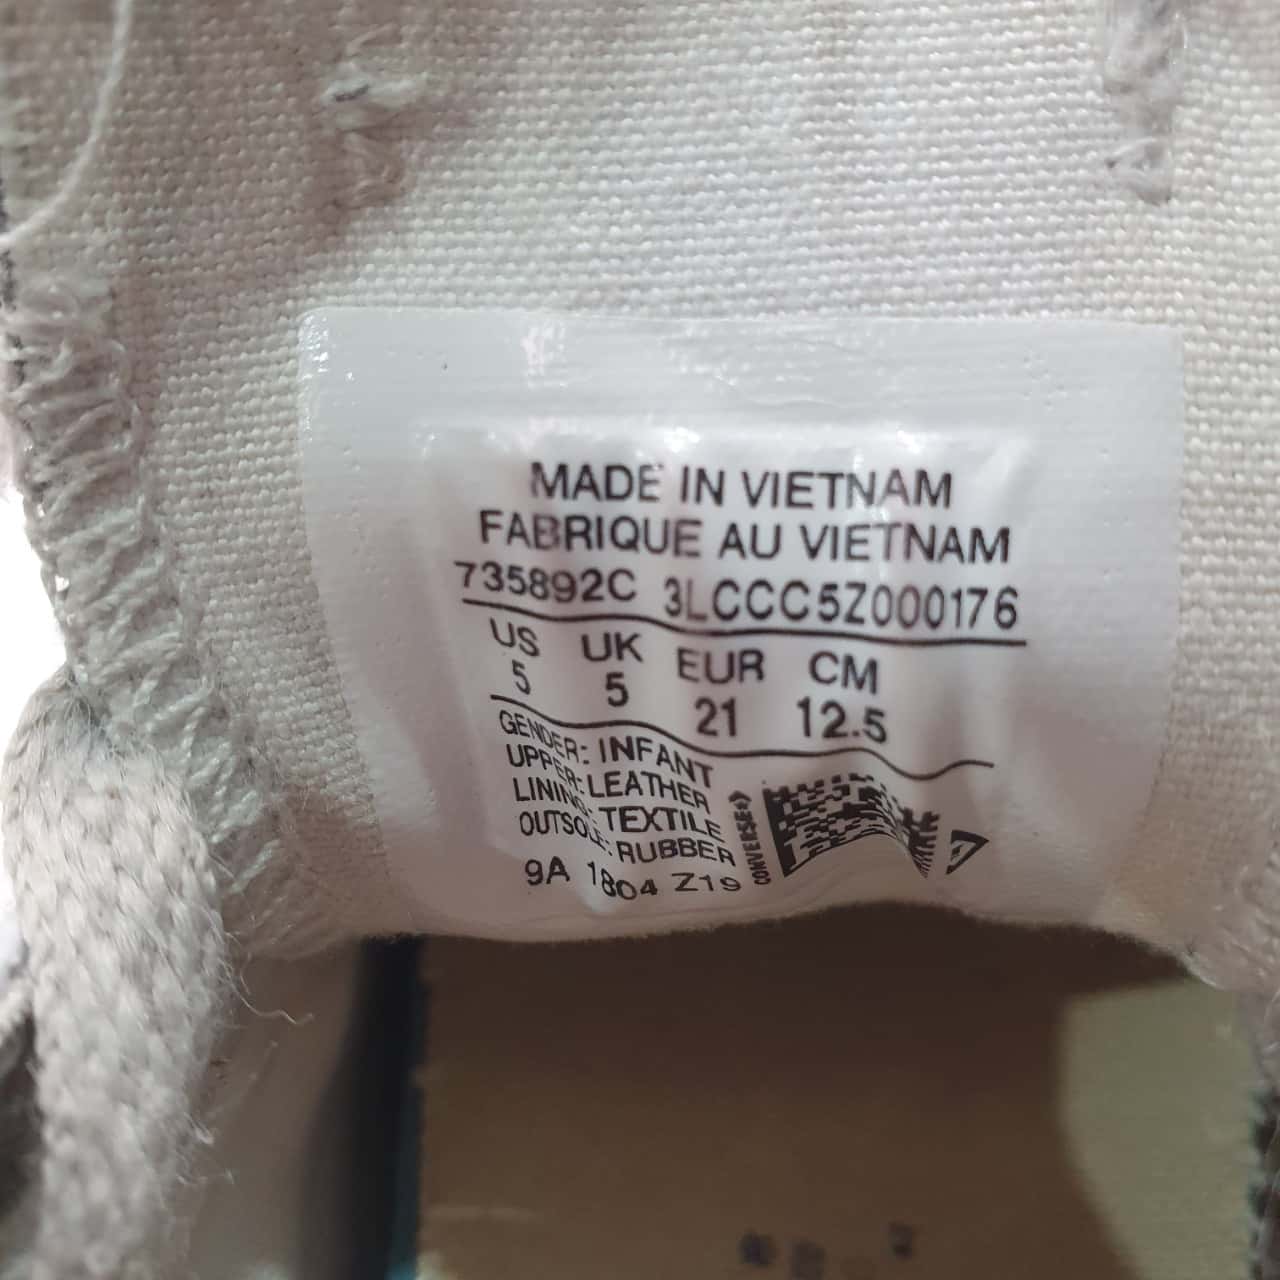 MADE IN VIETNAM
FABRIQUE AU VIETNAM
735892C 3LCCC5Z000176
US UK EUR CM
5 5 21 12.5
GENDER: INFANT
UPPER: LEATHER
LINING: TEXTILE
OUTSOLE: RUBBER
9A 1804 Z19
CONVERSE